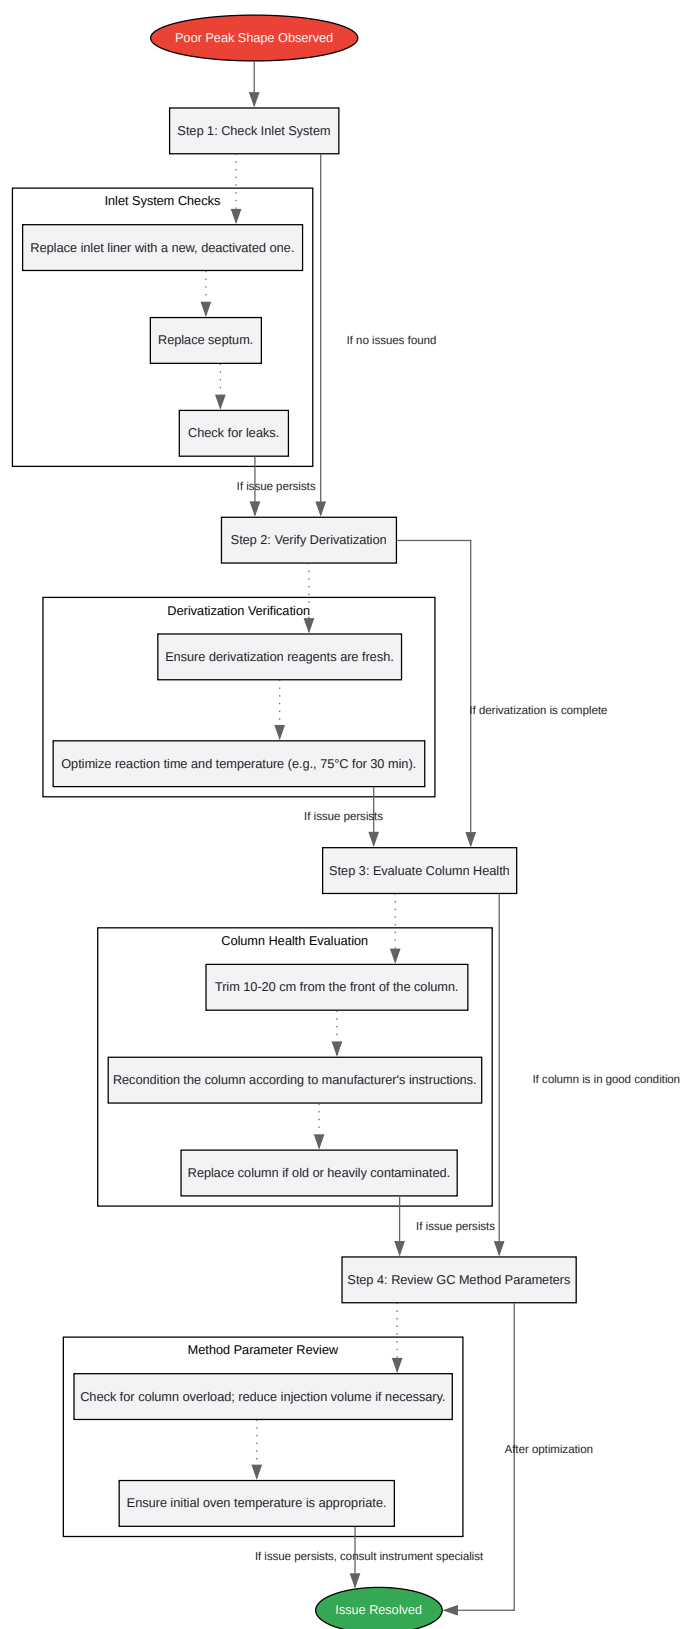 Poor Peak Shape Observed
Step 1: Check Inlet System
Inlet System Checks
Replace inlet liner with a new, deactivated one.
Replace septum.
If no issues found
Check for leaks.
If issue persists
Step 2: Verify Derivatization
Derivatization Verification
Ensure derivatization reagents are fresh.
If derivatization is complete
Optimize reaction time and temperature (e.g., 75°C for 30 min).
If issue persists
Step 3: Evaluate Column Health
Column Health Evaluation
Trim 10-20 cm from the front of the column.
Recondition the column according to manufacturer's instructions.
If column is in good condition
Replace column if old or heavily contaminated.
If issue persists
Step 4: Review GC Method Parameters
Method Parameter Review
Check for column overload; reduce injection volume if necessary.
After optimization
Ensure initial oven temperature is appropriate.
If issue persists, consult instrument specialist
Issue Resolved